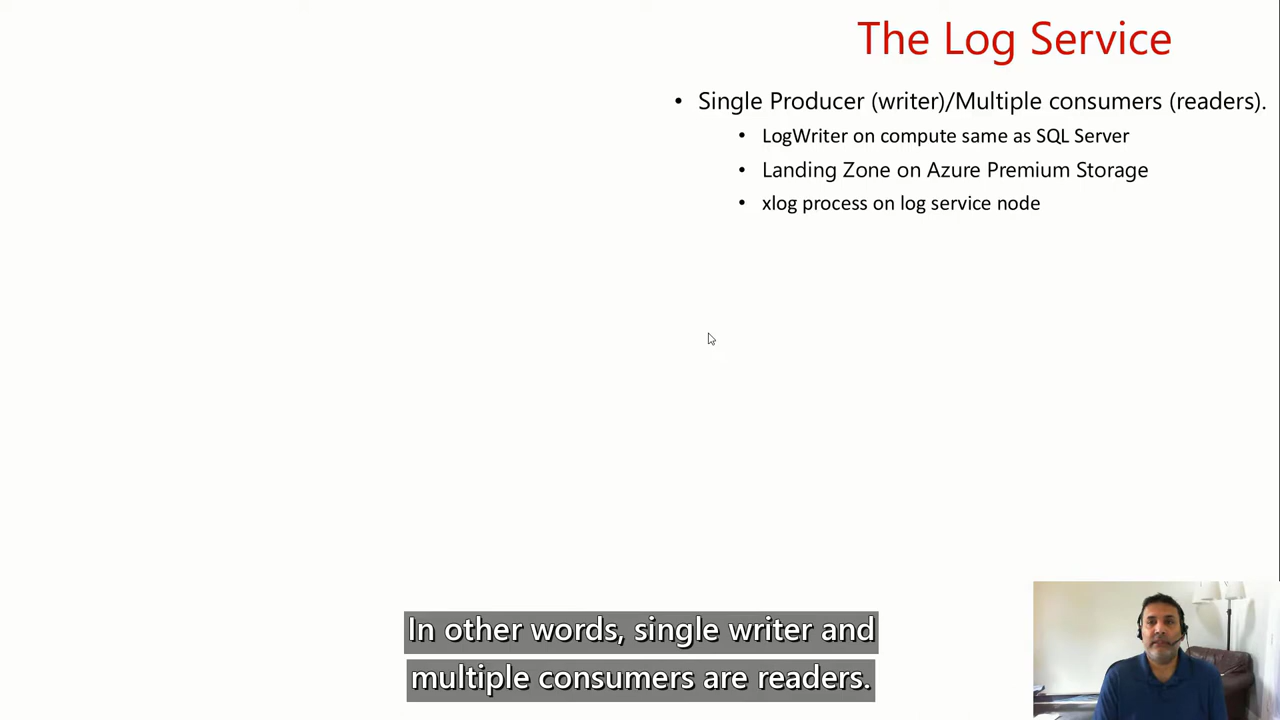 The Log Service
• Single Producer (writer)/Multiple consumers (readers).
• LogWriter on compute same as SQL Server
• Landing Zone on Azure Premium Storage
• xlog process on log service node
In other words, single writer and
multiple consumers are readers.